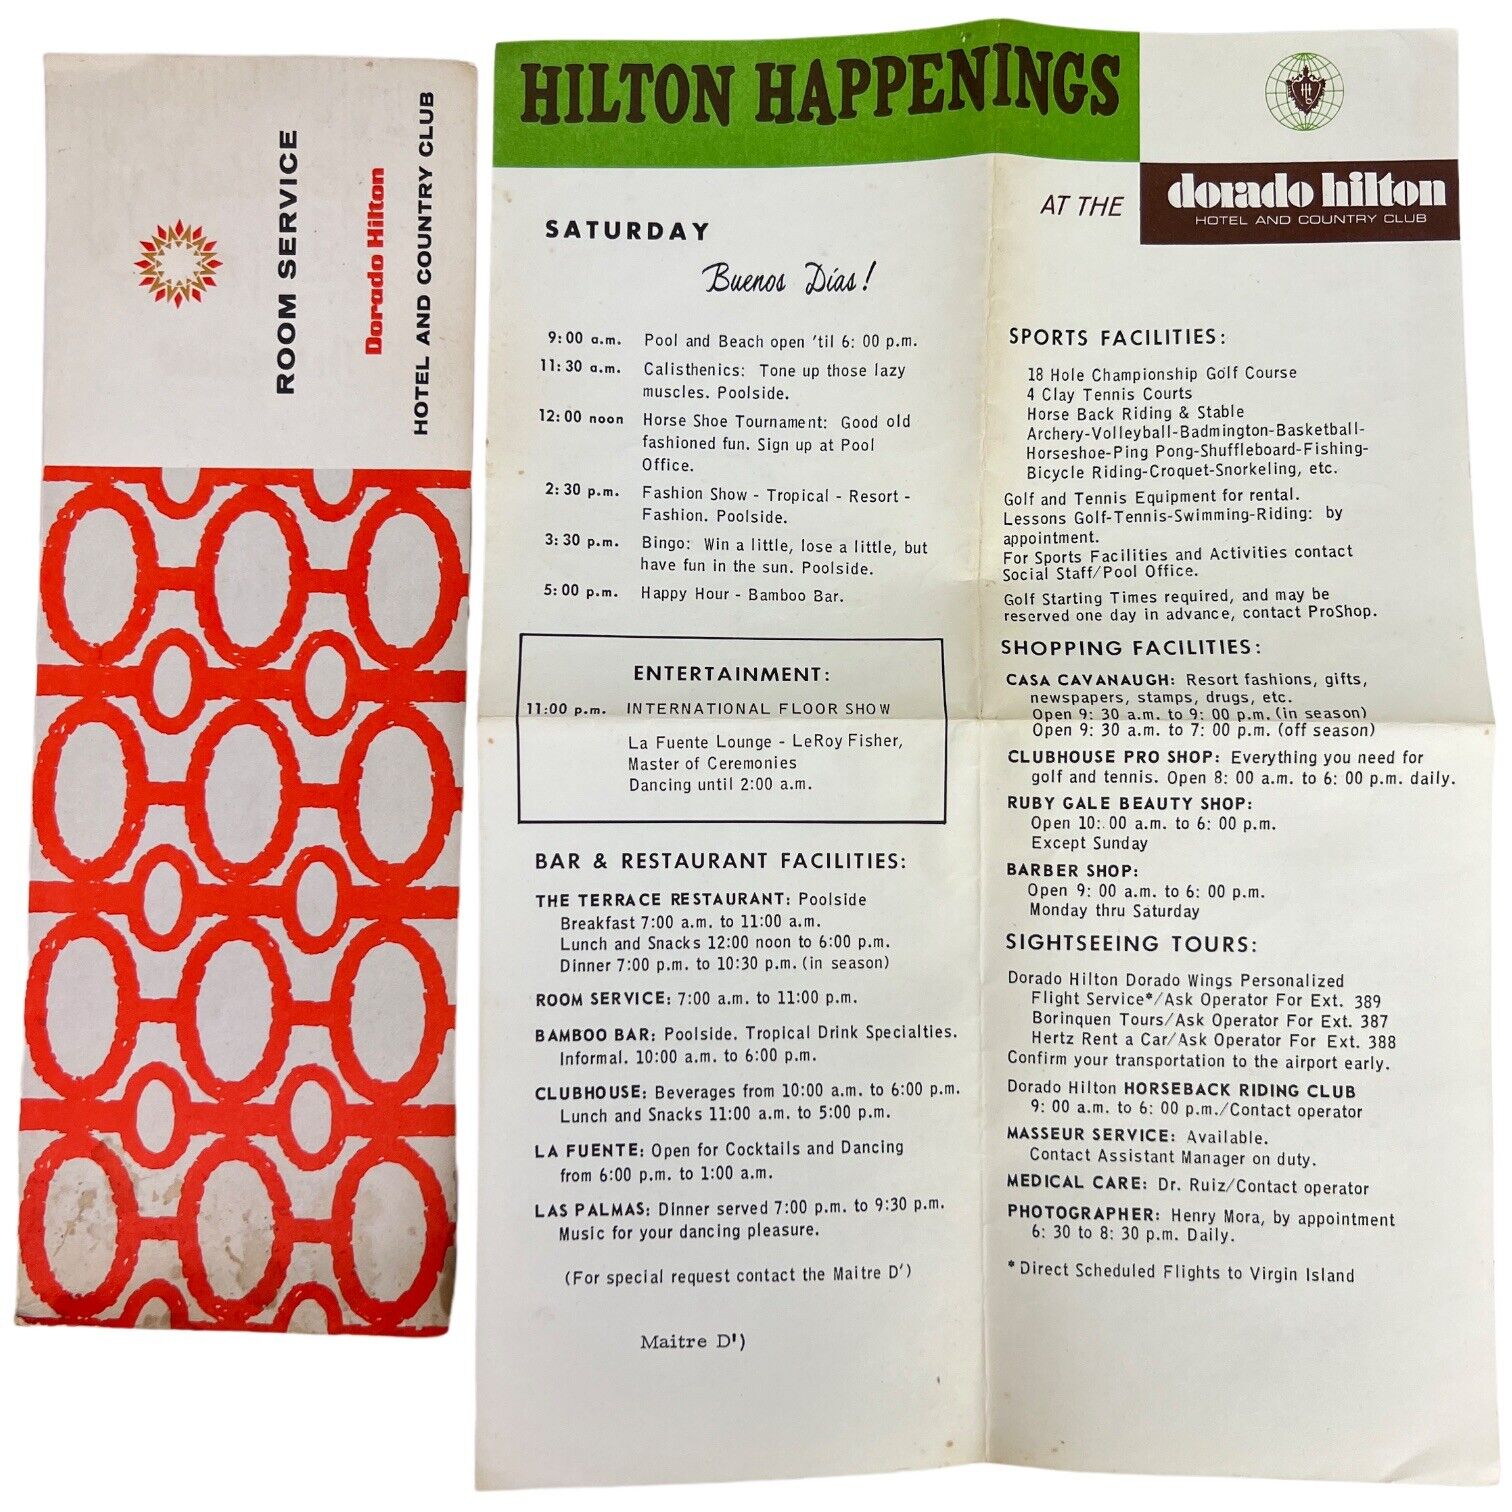 ROOM SERVICE
Dorado Hilton
HOTEL AND COUNTRY CLUB
HILTON HAPPENINGS
AT THE
dorado hilton
HOTEL AND COUNTRY CLUB
SATURDAY
Buenos Días!
9:00 a.m. Pool and Beach open 'til 6:00 p.m.
11:30 a.m. Calisthenics: Tone up those lazy
muscles. Poolside.
12:00 noon Horse Shoe Tournament: Good old
fashioned fun. Sign up at Pool
Office.
2:30 p.m. Fashion Show - Tropical - Resort -
Fashion. Poolside.
3:30 p.m. Bingo: Win a little, lose a little, but
have fun in the sun. Poolside.
5:00 p.m. Happy Hour - Bamboo Bar.
ENTERTAINMENT:
11:00 p.m. INTERNATIONAL FLOOR SHOW
La Fuente Lounge - LeRoy Fisher,
Master of Ceremonies
Dancing until 2:00 a.m.
BAR & RESTAURANT FACILITIES:
THE TERRACE RESTAURANT: Poolside
Breakfast 7:00 a.m. to 11:00 a.m.
Lunch and Snacks 12:00 noon to 6:00 p.m.
Dinner 7:00 p.m. to 10:30 p.m. (in season)
ROOM SERVICE: 7:00 a.m. to 11:00 p.m.
BAMBOO BAR: Poolside. Tropical Drink Specialties.
Informal. 10:00 a.m. to 6:00 p.m.
CLUBHOUSE: Beverages from 10:00 a.m. to 6:00 p.m.
Lunch and Snacks 11:00 a.m. to 5:00 p.m.
LA FUENTE: Open for Cocktails and Dancing
from 6:00 p.m. to 1:00 a.m.
LAS PALMAS: Dinner served 7:00 p.m. to 9:30 p.m.
Music for your dancing pleasure.
(For special request contact the Maitre D')
Maitre D')
SPORTS FACILITIES:
18 Hole Championship Golf Course
4 Clay Tennis Courts
Horse Back Riding & Stable
Archery-Volleyball-Badmington-Basketball-
Horseshoe-Ping Pong-Shuffleboard-Fishing-
Bicycle Riding-Croquet-Snorkeling, etc.
Golf and Tennis Equipment for rental.
Lessons Golf-Tennis-Swimming-Riding: by
appointment.
For Sports Facilities and Activities contact
Social Staff/Pool Office.
Golf Starting Times required, and may be
reserved one day in advance, contact ProShop.
SHOPPING FACILITIES:
CASA CAVANAUGH: Resort fashions, gifts,
newspapers, stamps, drugs, etc.
Open 9:30 a.m. to 9:00 p.m. (in season)
Open 9:30 a.m. to 7:00 p.m. (off season)
CLUBHOUSE PRO SHOP: Everything you need for
golf and tennis. Open 8:00 a.m. to 6:00 p.m. daily.
RUBY GALE BEAUTY SHOP:
Open 10:00 a.m. to 6:00 p.m.
Except Sunday
BARBER SHOP:
Open 9:00 a.m. to 6:00 p.m.
Monday thru Saturday
SIGHTSEEING TOURS:
Dorado Hilton Dorado Wings Personalized
Flight Service*/Ask Operator For Ext. 389
Borinquen Tours/Ask Operator For Ext. 387
Hertz Rent a Car/Ask Operator For Ext. 388
Confirm your transportation to the airport early.
Dorado Hilton HORSEBACK RIDING CLUB
9:00 a.m. to 6:00 p.m./Contact operator
MASSEUR SERVICE: Available.
Contact Assistant Manager on duty.
MEDICAL CARE: Dr. Ruiz/Contact operator
PHOTOGRAPHER: Henry Mora, by appointment
6:30 to 8:30 p.m. Daily.
*Direct Scheduled Flights to Virgin Island